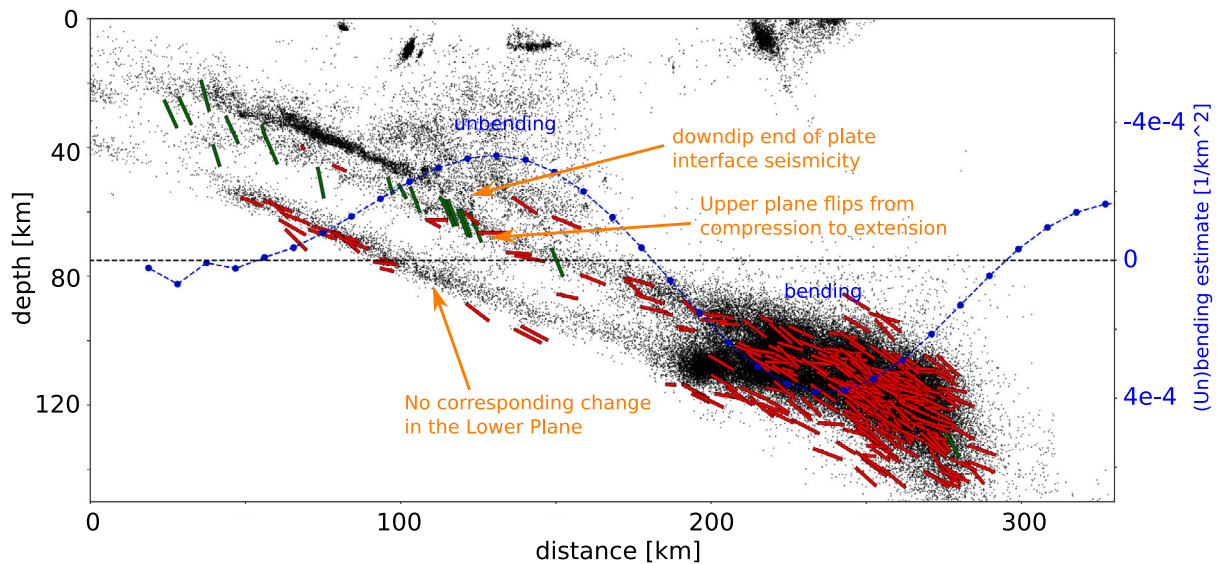 0
40
80
120
depth [km]
0
100
200
300
distance [km]
-4e-4
0
4e-4
(Un)bending estimate [1/km^2]
unbending
downdip end of plate
interface seismicity
Upper plane flips from
compression to extension
bending
No corresponding change
in the Lower Plane